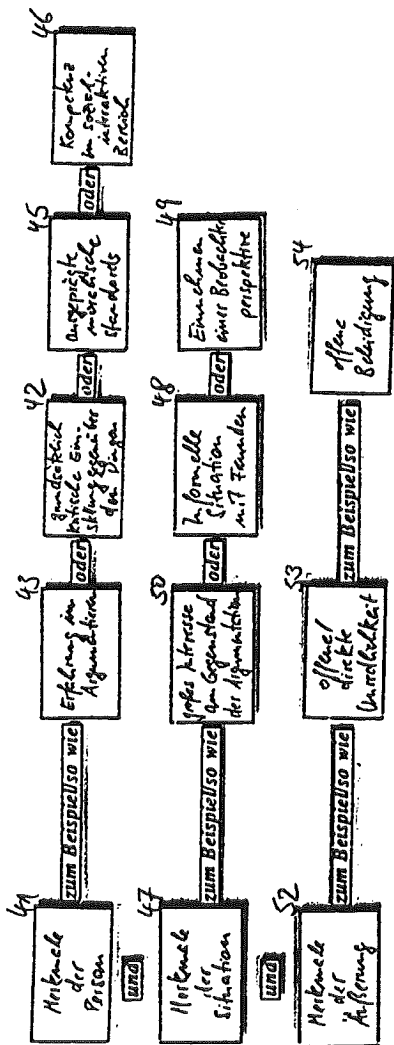 41
Merkmale
der
Person
zum Beispiel/so wie
43
Erfahrung im
Argumentieren
oder
42
grundsätzlich
kritische Ein-
stellung gegenüber
den Dingen
oder
45
ausgeprägte
moralische
Standards
oder
46
Kompetenz
im sozial-
interaktiven
Bereich
und
47
Merkmale
der
Situation
zum Beispiel/so wie
50
großes Interesse
am Gegenstand
der Argumentation
oder
48
Informelle
Situation
mit Freunden
oder
49
Einnehmen
einer Beobachter
perspektive
und
52
Merkmale
der
Äußerung
zum Beispiel/so wie
53
offene/
direkte
Unredlichkeit
zum Beispiel/so wie
54
offene
Beleidigung